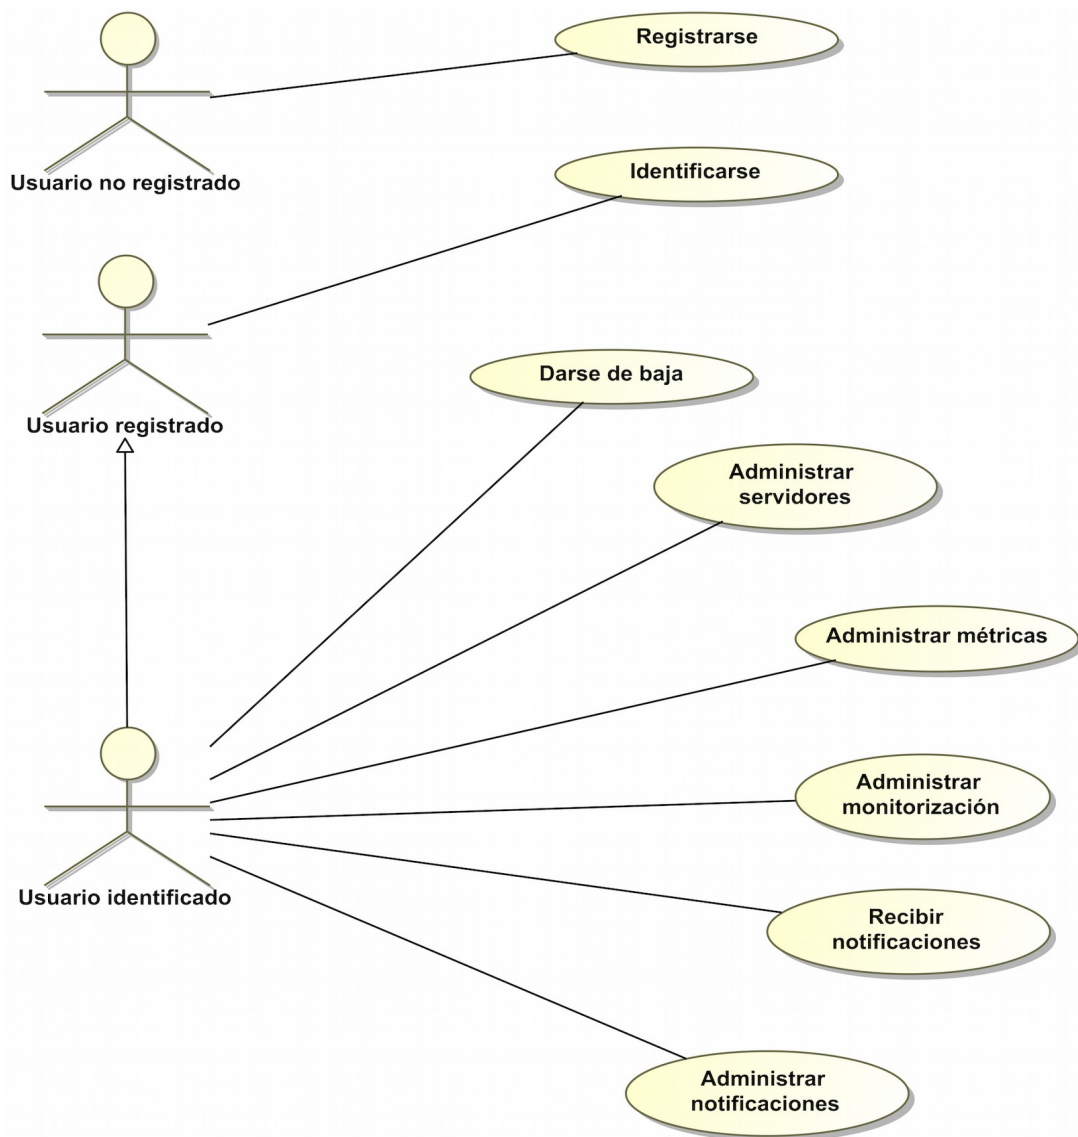 Registrarse
Usuario no registrado
Identificarse
Usuario registrado
Darse de baja
Administrar
servidores
Administrar métricas
Administrar
monitorización
Usuario identificado
Recibir
notificaciones
Administrar
notificaciones